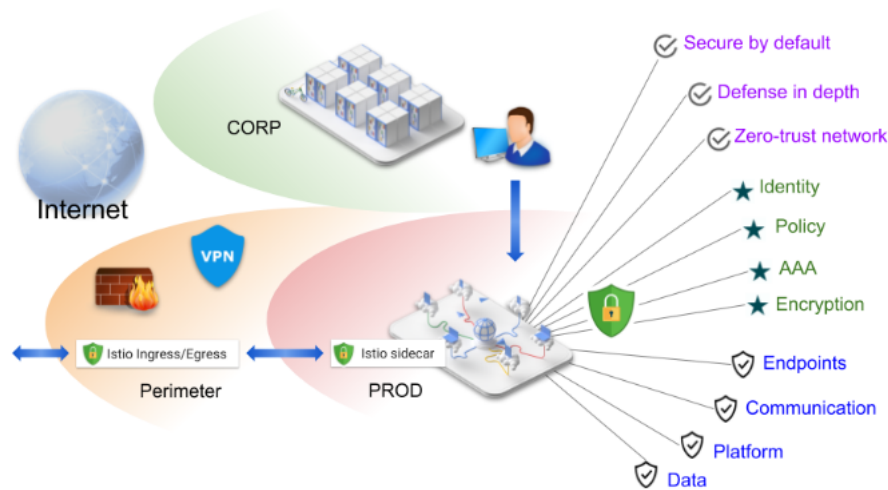 Secure by default
Defense in depth
CORP
Zero-trust network
Internet
Identity
Policy
VPN
AAA
Encryption
Istio Ingress/Egress
Istio sidecar
Endpoints
Perimeter
PROD
Communication
Platform
Data